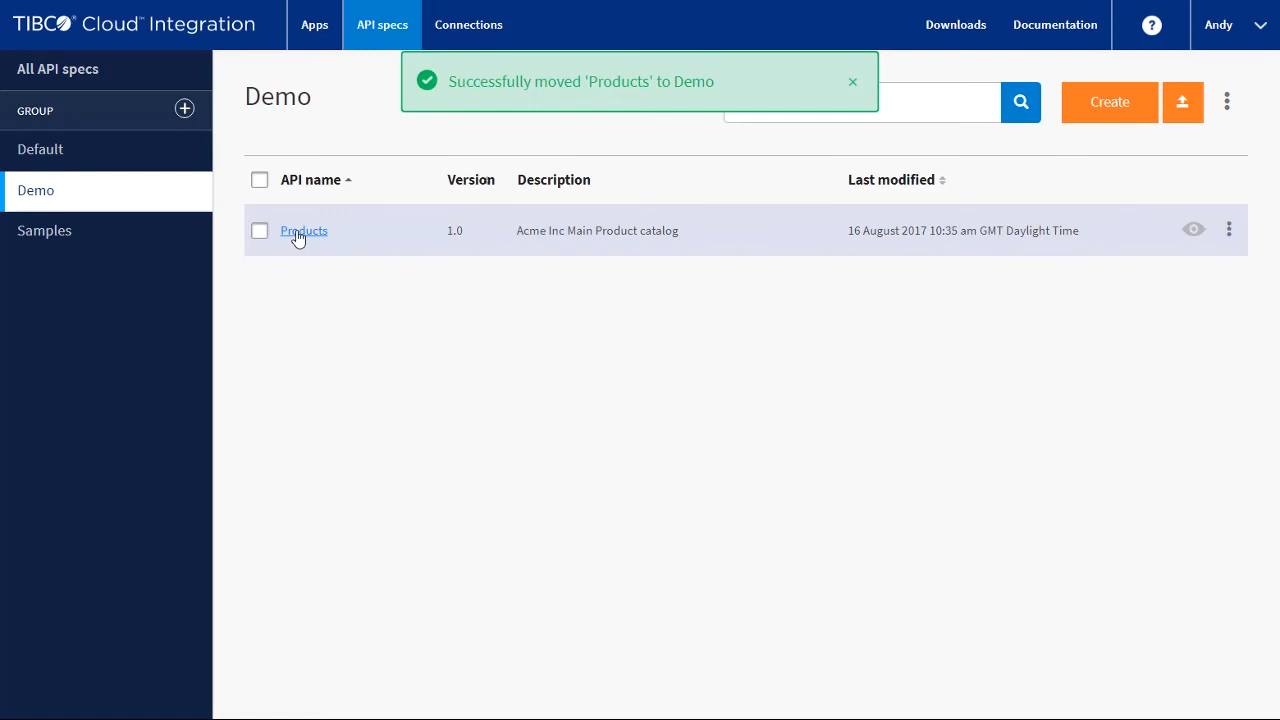 TIBCO® Cloud™ Integration
Apps
API specs
Connections
Downloads
Documentation
?
Andy
All API specs
GROUP
Default
Demo
Samples
Successfully moved 'Products' to Demo
×
Demo
Create
API name
Version
Description
Last modified
Products
1.0
Acme Inc Main Product catalog
16 August 2017 10:35 am GMT Daylight Time